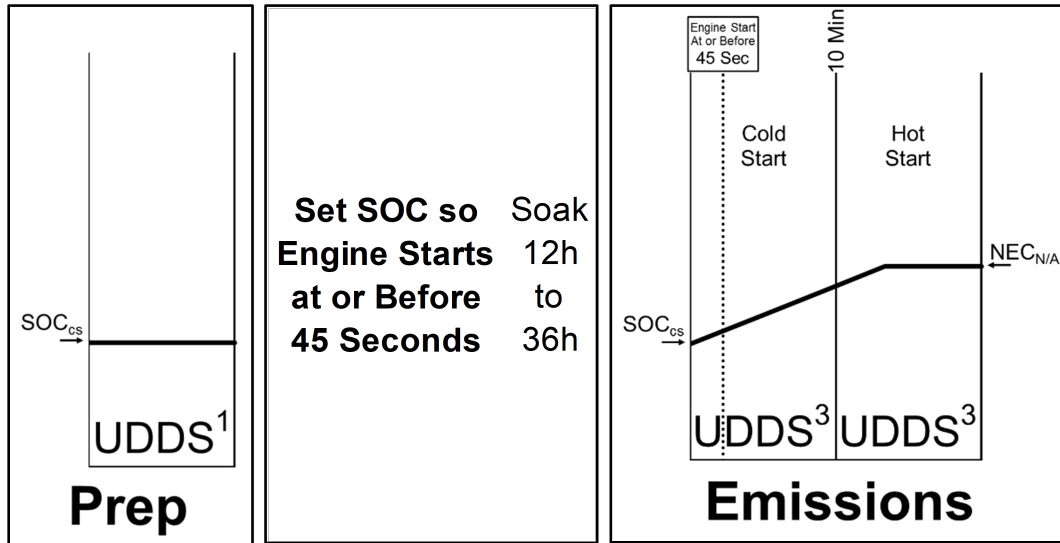 SOCcs
UDDS1
Prep
Set SOC so
Engine Starts
at or Before
45 Seconds
Soak
12h
to
36h
Engine Start
At or Before
45 Sec
10 Min
Cold
Start
Hot
Start
NECN/A
SOCcs
UDDS3
UDDS3
Emissions